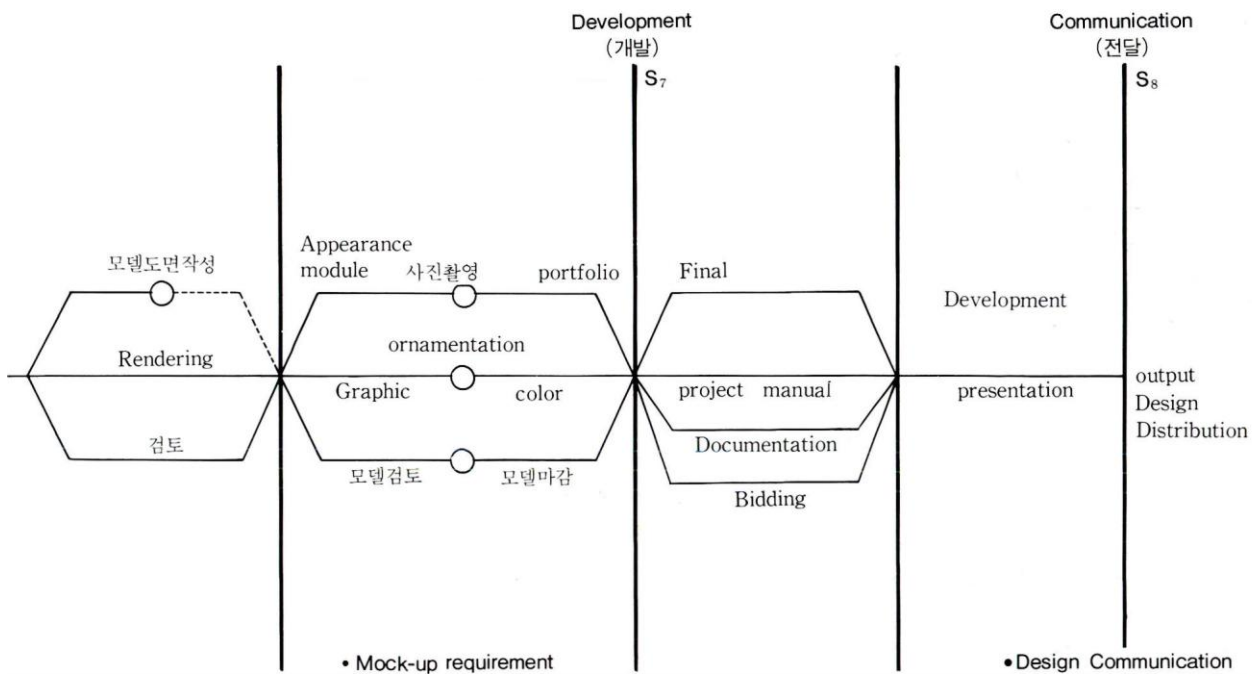 Development
(개발)
S₇
Communication
(전달)
S₈
모델도면작성
Rendering
검토
Appearance
module
사진촬영
portfolio
ornamentation
Graphic
color
모델검토
모델마감
Final
project manual
Documentation
Bidding
Development
presentation
output
Design
Distribution
• Mock-up requirement
• Design Communication